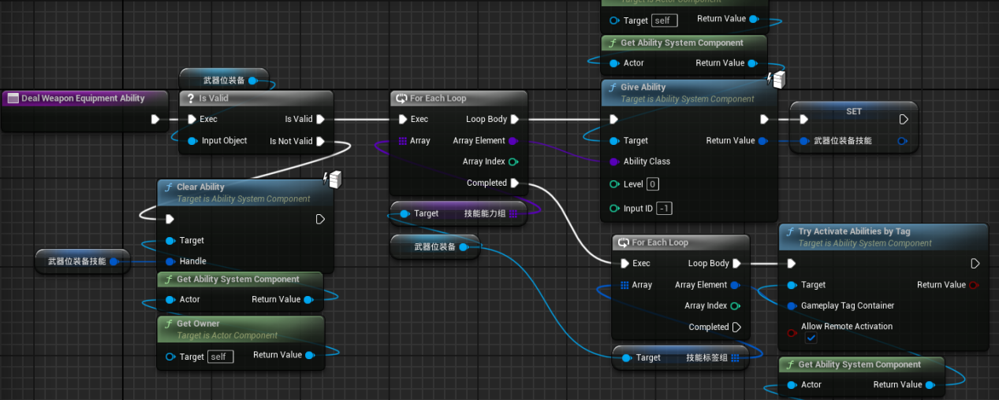 Target is Actor Component
Target self Return Value
Get Ability System Component
Actor Return Value
武器位装备
Deal Weapon Equipment Ability
? Is Valid
Exec Is Valid
Input Object Is Not Valid
For Each Loop
Exec Loop Body
Array Array Element
Array Index
Completed
Give Ability
Target is Ability System Component
Target Return Value
Ability Class
Level 0
Input ID -1
SET
武器位装备技能
Clear Ability
Target is Ability System Component
Target
Handle
武器位装备技能
Get Ability System Component
Actor Return Value
Get Owner
Target is Actor Component
Target self Return Value
Target 技能能力组
武器位装备
For Each Loop
Exec Loop Body
Array Array Element
Array Index
Completed
Target 技能标签组
Try Activate Abilities by Tag
Target is Ability System Component
Target Return Value
Gameplay Tag Container
Allow Remote Activation
Get Ability System Component
Actor Return Value